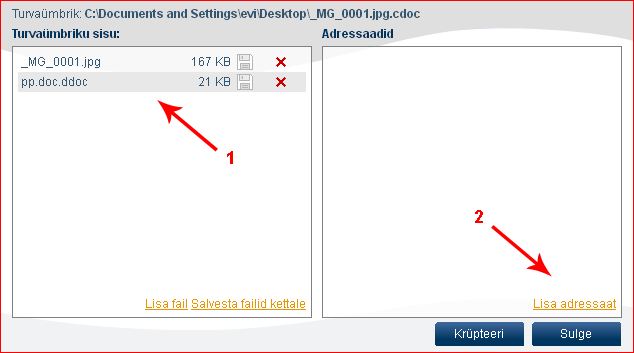 Turvaümbrik: C:\Documents and Settings\evi\Desktop\_MG_0001.jpg.cdoc
Turvaümbriku sisu:
Adressaadid
_MG_0001.jpg 167 KB
pp.doc.ddoc 21 KB
1
2
Lisa fail Salvesta failid kettale
Lisa adressaat
Krüpteeri Sulge